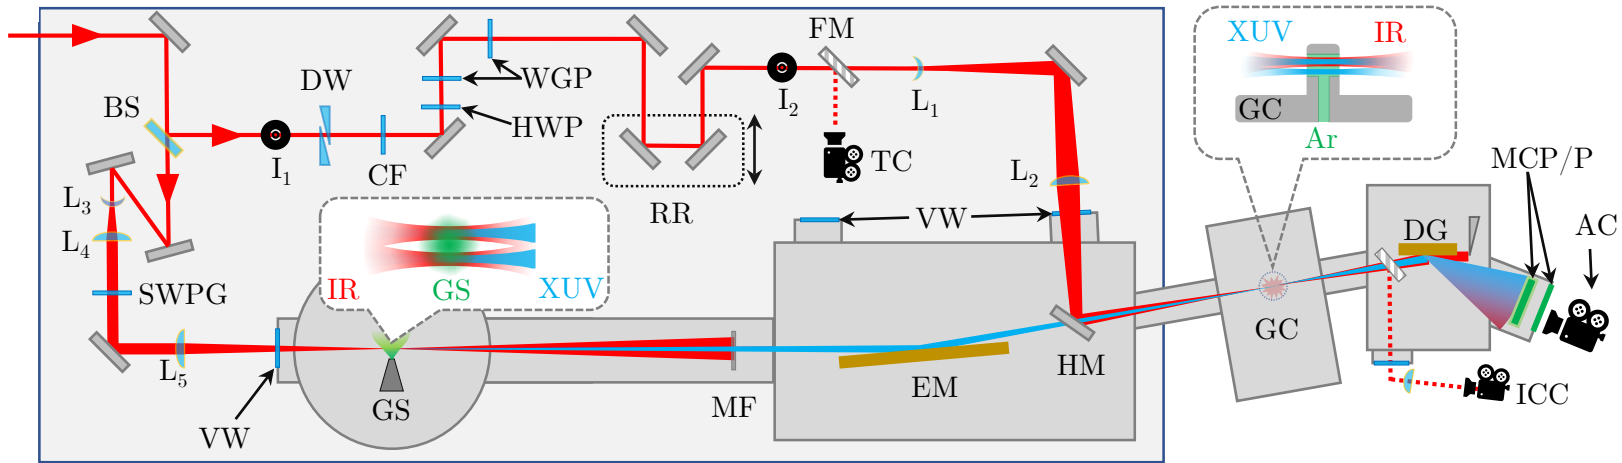 FM
XUV
IR
DW
WGP
I₂
L₁
BS
HWP
GC
Ar
I₁
CF
TC
MCP/P
L₃
L₂
RR
VW
DG
AC
L₄
SWPG
IR
GS
XUV
GC
HM
L₅
EM
ICC
MF
GS
VW